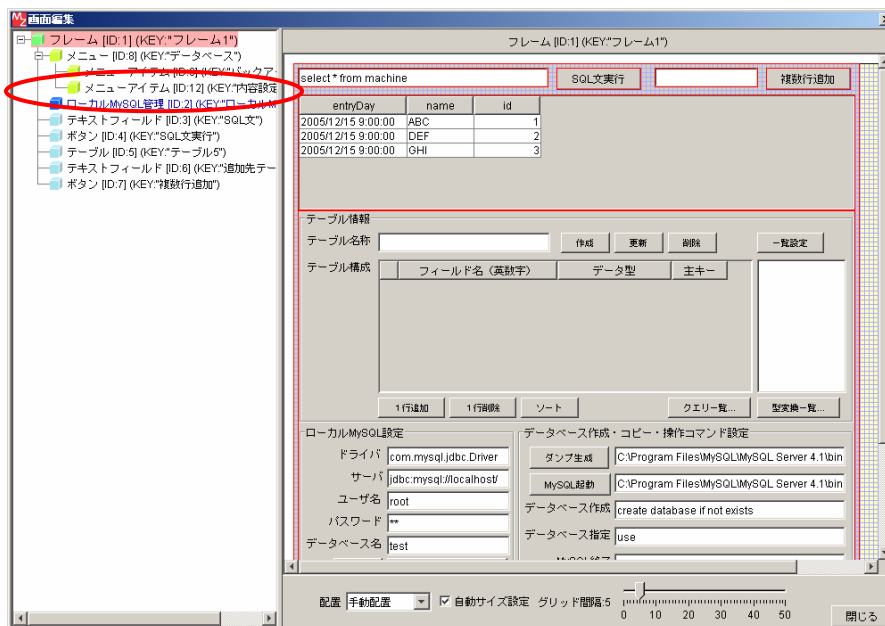 画面編集
フレーム [ID:1] (KEY:"フレーム1")
メニュー [ID:8] (KEY:"データベース")
メニューアイテム [ID:12] (KEY:"内容設定
ローカルMySQL管理 [ID:2] (KEY:"ローカルM
テキストフィールド [ID:3] (KEY:"SQL文")
ボタン [ID:4] (KEY:"SQL文実行")
テーブル [ID:5] (KEY:"テーブル5")
テキストフィールド [ID:6] (KEY:"追加先テー
ボタン [ID:7] (KEY:"複数行追加")
フレーム [ID:1] (KEY:"フレーム1")
select * from machine SQL文実行 複数行追加
entryDay name id
2005/12/15 9:00:00 ABC 1
2005/12/15 9:00:00 DEF 2
2005/12/15 9:00:00 GHI 3
テーブル情報
テーブル名称 作成 更新 削除 一覧設定
テーブル構成 フィールド名（英数字） データ型 主キー
1行追加 1行削除 ソート クエリ一覧... 型変換一覧...
ローカルMySQL設定
ドライバ com.mysql.jdbc.Driver
サーバ jdbc:mysql://localhost/
ユーザ名 root
パスワード **
データベース名 test
データベース作成・コピー・操作コマンド設定
ダンプ生成 C:\Program Files\MySQL\MySQL Server 4.1\bin
MySQL起動 C:\Program Files\MySQL\MySQL Server 4.1\bin
データベース作成 create database if not exists
データベース指定 use
配置 手動配置 自動サイズ設定 グリッド間隔:5
0 10 20 30 40 50
閉じる